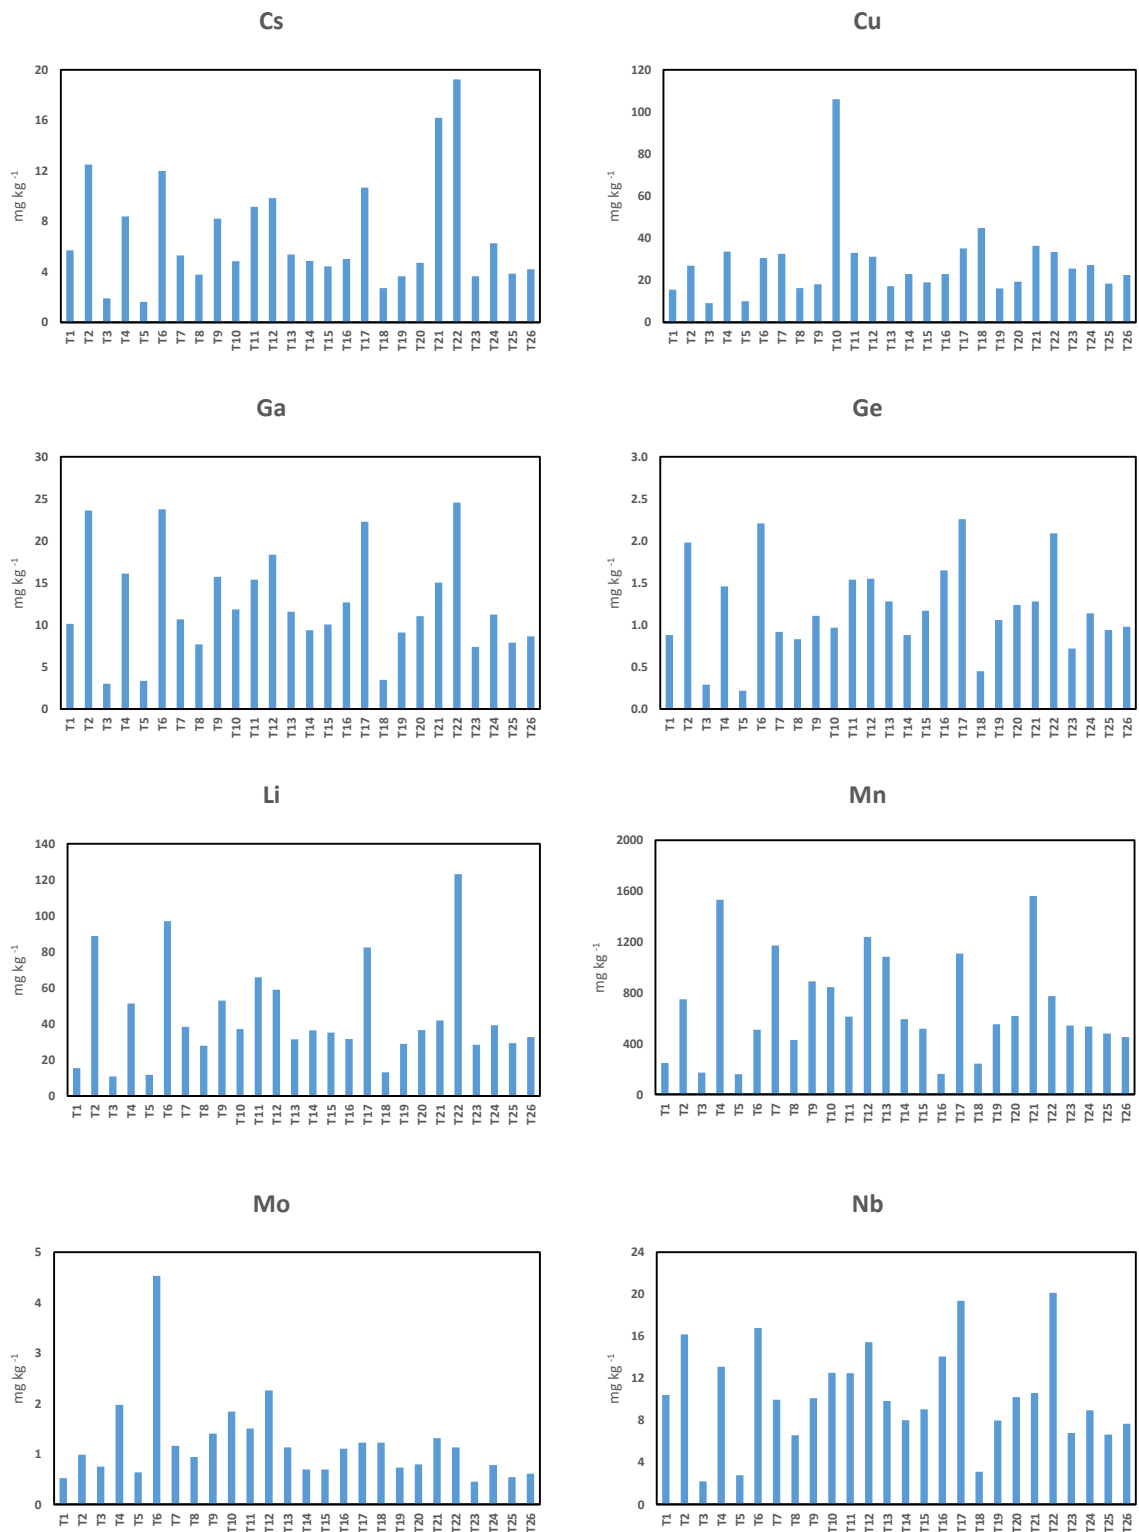 Cs
Cu
20
16
12
8
4
0
mg kg -1
T1 T2 T3 T4 T5 T6 T7 T8 T9 T10 T11 T12 T13 T14 T15 T16 T17 T18 T19 T20 T21 T22 T23 T24 T25 T26
120
100
80
60
40
20
0
mg kg -1
T1 T2 T3 T4 T5 T6 T7 T8 T9 T10 T11 T12 T13 T14 T15 T16 T17 T18 T19 T20 T21 T22 T23 T24 T25 T26
Ga
Ge
30
25
20
15
10
5
0
mg kg -1
T1 T2 T3 T4 T5 T6 T7 T8 T9 T10 T11 T12 T13 T14 T15 T16 T17 T18 T19 T20 T21 T22 T23 T24 T25 T26
3.0
2.5
2.0
1.5
1.0
0.5
0.0
mg kg -1
T1 T2 T3 T4 T5 T6 T7 T8 T9 T10 T11 T12 T13 T14 T15 T16 T17 T18 T19 T20 T21 T22 T23 T24 T25 T26
Li
Mn
140
120
100
80
60
40
20
0
mg kg -1
T1 T2 T3 T4 T5 T6 T7 T8 T9 T10 T11 T12 T13 T14 T15 T16 T17 T18 T19 T20 T21 T22 T23 T24 T25 T26
2000
1600
1200
800
400
0
mg kg -1
T1 T2 T3 T4 T5 T6 T7 T8 T9 T10 T11 T12 T13 T14 T15 T16 T17 T18 T19 T20 T21 T22 T23 T24 T25 T26
Mo
Nb
5
4
3
2
1
0
mg kg -1
T1 T2 T3 T4 T5 T6 T7 T8 T9 T10 T11 T12 T13 T14 T15 T16 T17 T18 T19 T20 T21 T22 T23 T24 T25 T26
24
20
16
12
8
4
0
mg kg -1
T1 T2 T3 T4 T5 T6 T7 T8 T9 T10 T11 T12 T13 T14 T15 T16 T17 T18 T19 T20 T21 T22 T23 T24 T25 T26